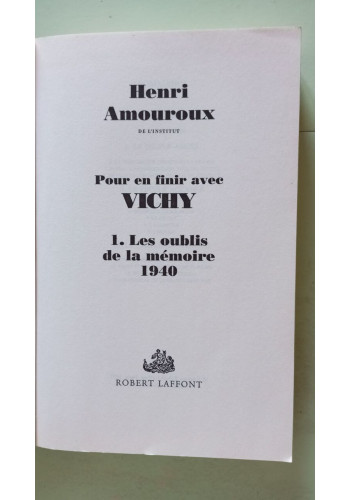 Henri
Amouroux
DE L'INSTITUT
Pour en finir avec
VICHY
1. Les oublis
de la mémoire
1940
ROBERT LAFFONT